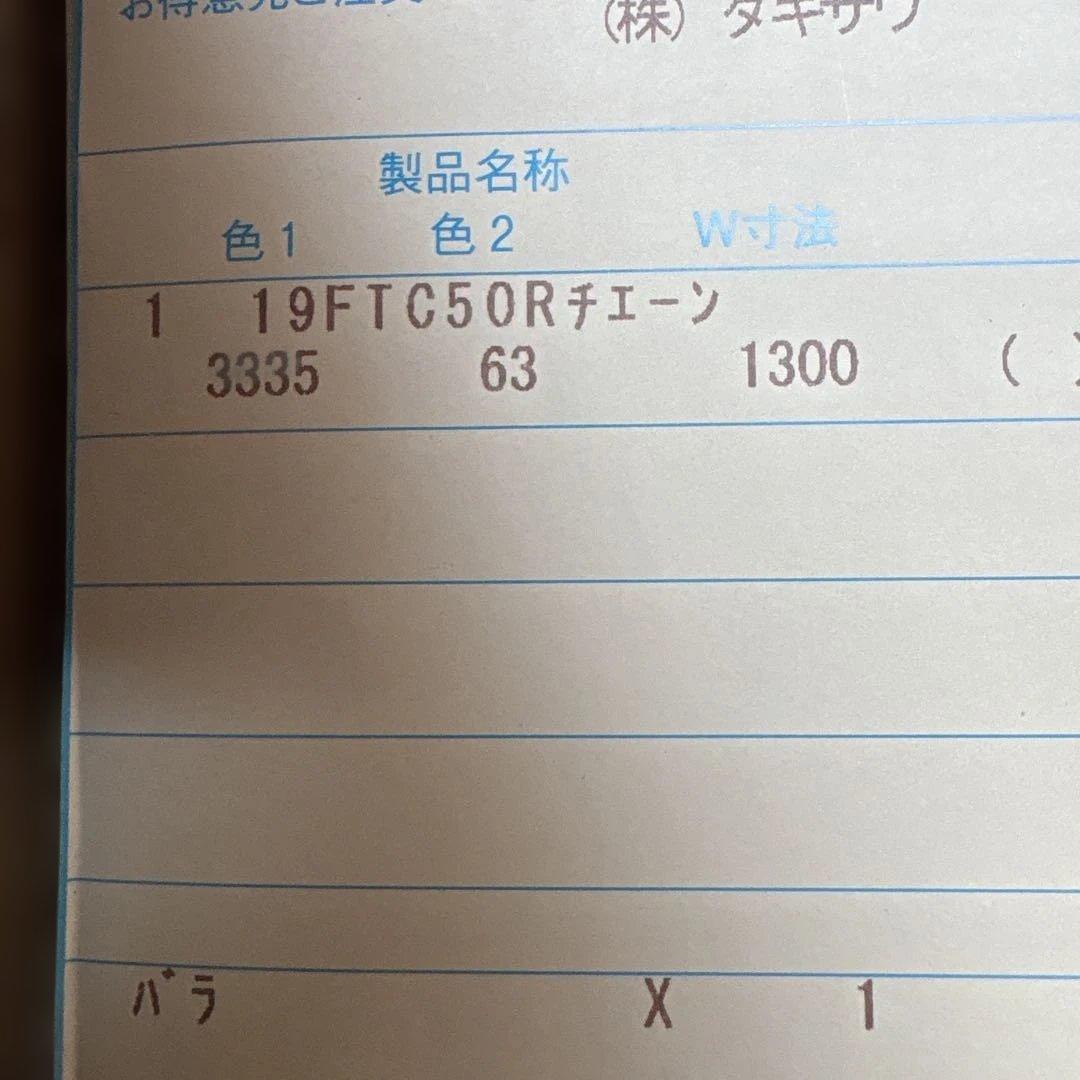 (株) タキザワ
製品名称
色1 色2 W寸法
1 19FTC50Rチエーン
3335 63 1300 (
バラ X 1